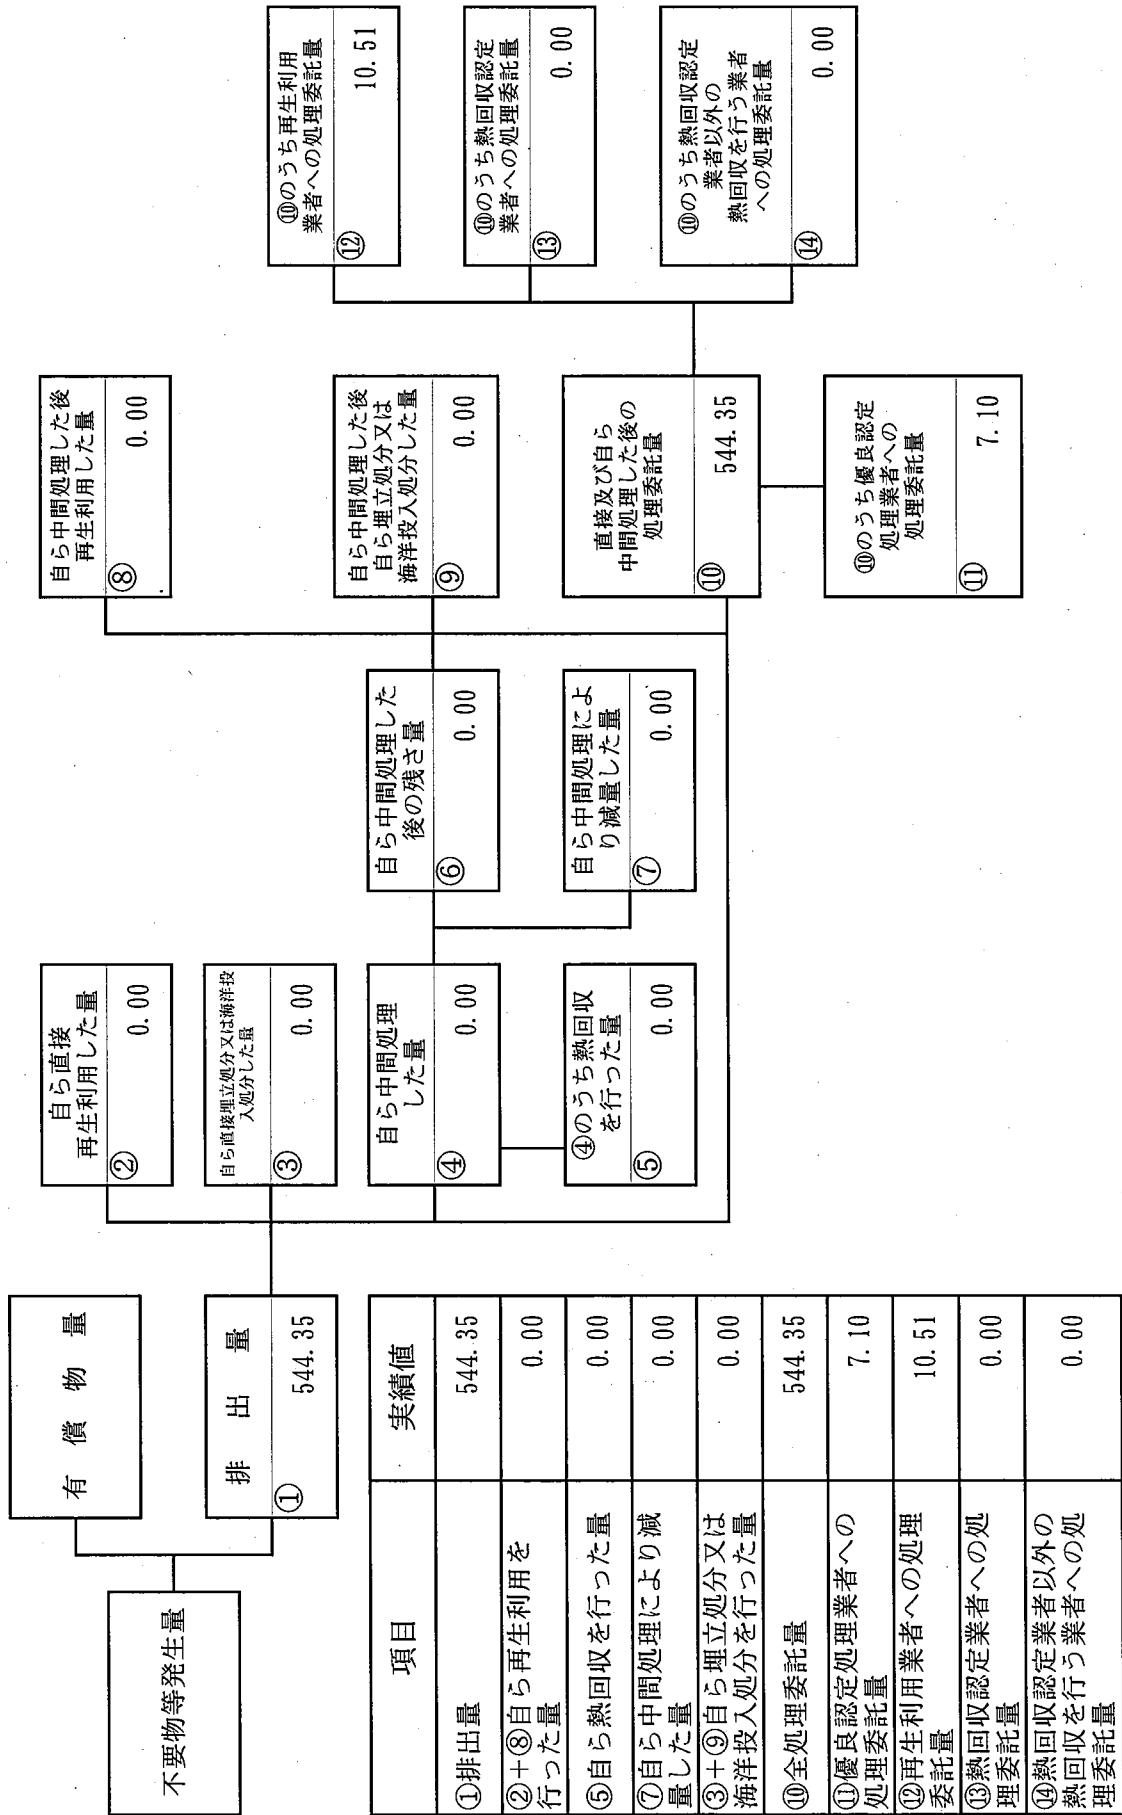 不要物等発生量
有償物量
排出量
①
544.35
自ら直接
再生利用した量
②
0.00
自ら直接埋立処分又は海洋投
入処分した量
③
0.00
自ら中間処理
した量
④
0.00
④のうち熱回収
を行った量
⑤
0.00
自ら中間処理した
後の残さ量
⑥
0.00
自ら中間処理によ
り減量した量
⑦
0.00
自ら中間処理した後
再生利用した量
⑧
0.00
自ら中間処理した後
自ら埋立処分又は
海洋投入処分した量
⑨
0.00
直接及び自ら
中間処理した後の
処理委託量
⑩
544.35
⑩のうち優良認定
処理業者への
処理委託量
⑪
7.10
⑩のうち再生利用
業者への処理委託量
⑫
10.51
⑩のうち熱回収認定
業者への処理委託量
⑬
0.00
⑩のうち熱回収認定
業者以外の
熱回収を行う業者
への処理委託量
⑭
0.00
項目 実績値
①排出量 544.35
②+⑧自ら再生利用を
行った量 0.00
⑤自ら熱回収を行った量 0.00
⑦自ら中間処理により減
量した量 0.00
③+⑨自ら埋立処分又は
海洋投入処分を行った量 0.00
⑩全処理委託量 544.35
⑪優良認定処理業者への
処理委託量 7.10
⑫再生利用業者への処理
委託量 10.51
⑬熱回収認定業者への処
理委託量 0.00
⑭熱回収認定業者以外の
熱回収を行う業者への処
理委託量 0.00